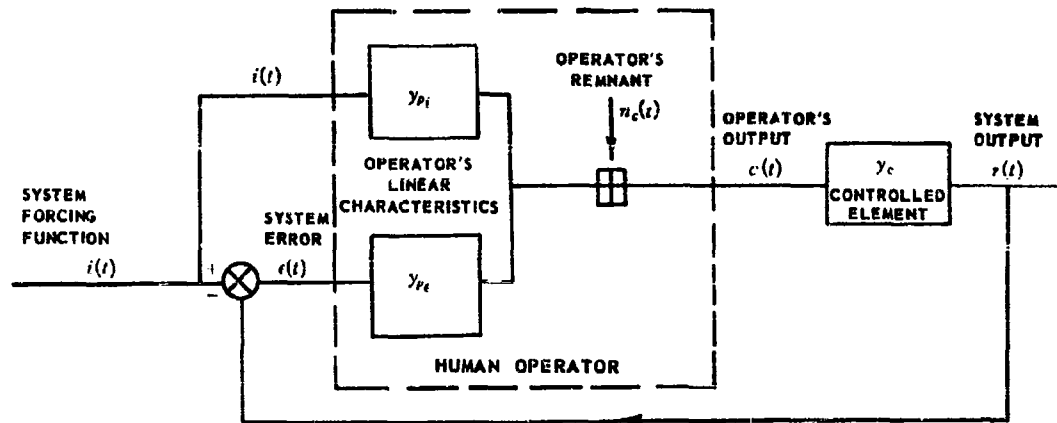 OPERATOR'S
REMNANT
i(t)
y_{p_i}
n_c(t)
OPERATOR'S
OUTPUT
c(t)
SYSTEM
OUTPUT
r(t)
OPERATOR'S
LINEAR
CHARACTERISTICS
y_c
CONTROLLED
ELEMENT
SYSTEM
FORCING
FUNCTION
i(t)
SYSTEM
ERROR
+
−
ϵ(t)
y_{p_ϵ}
HUMAN OPERATOR